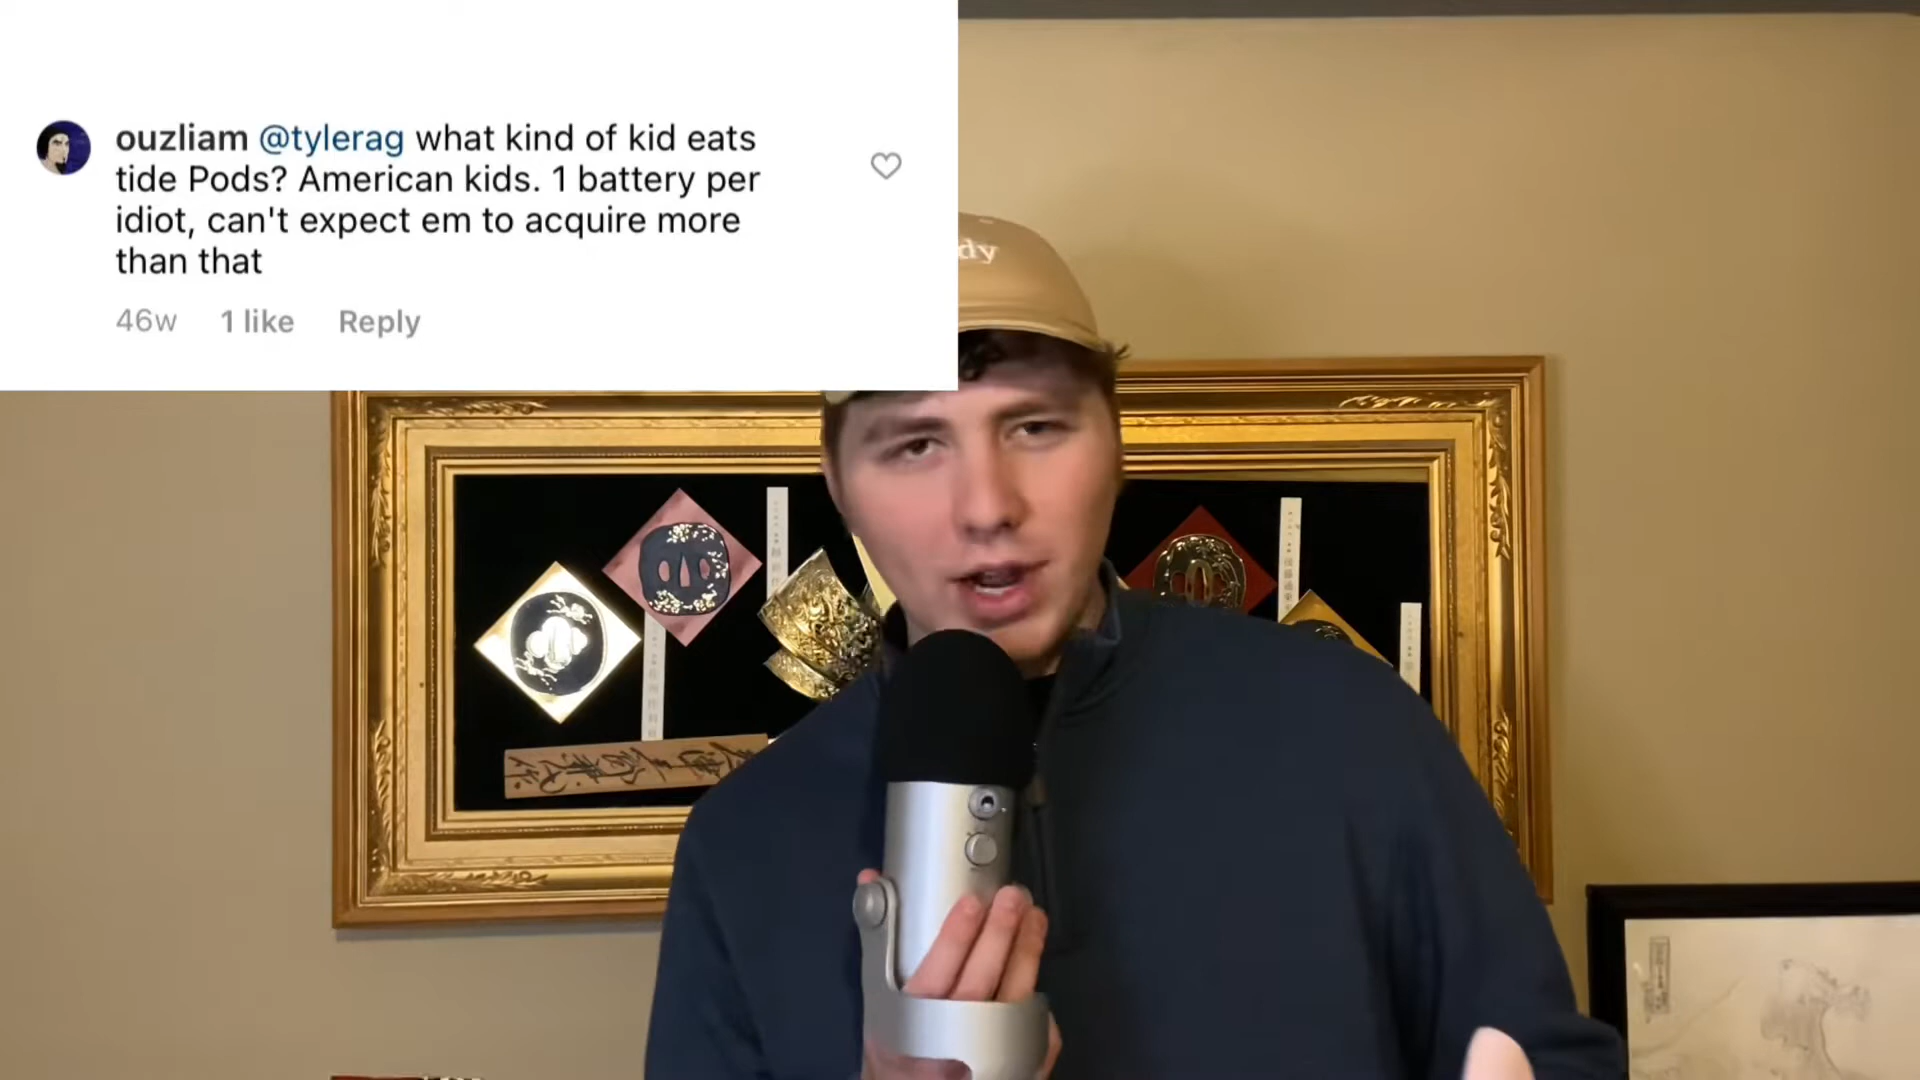 ouzliam @tylerag what kind of kid eats
tide Pods? American kids. 1 battery per
idiot, can't expect em to acquire more
than that
46w 1 like Reply
dy